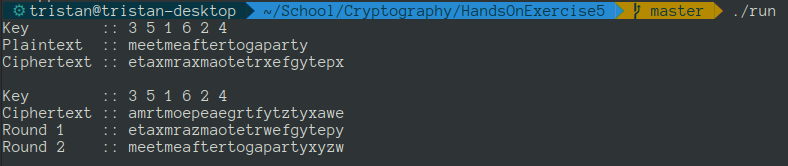 tristan@tristan-desktop ~/School/Cryptography/HandsOnExercise5 master ./run
Key :: 3 5 1 6 2 4
Plaintext :: meetmeaftertogaparty
Ciphertext :: etaxmraxmaotetrxefgytepx
Key :: 3 5 1 6 2 4
Ciphertext :: amrtmoepeaegrtfytztyxawe
Round 1 :: etaxmrazmaotetrwefgytepy
Round 2 :: meetmeaftertogapartyxyzw